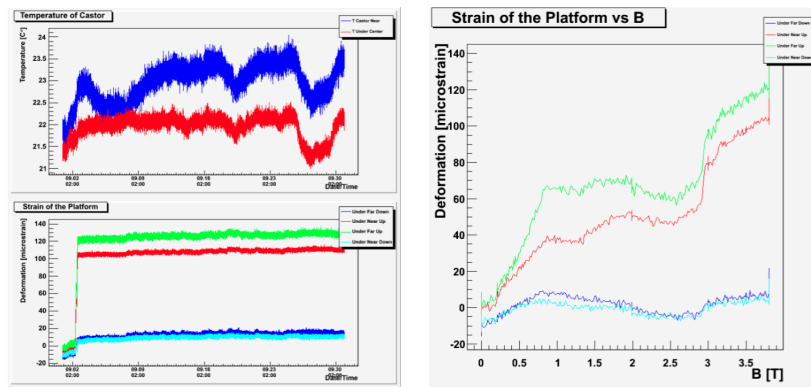 Temperature of Castor
T Castor Near
T Under Center
Temperature [C°]
24
23.5
23
22.5
22
21.5
21
09.02
02:00
09.09
02:00
09.16
02:00
09.23
02:00
09.30
Date/Time
Strain of the Platform
Under Far Down
Under Near Up
Under Far Up
Under Near Down
Deformation [microstrain]
140
120
100
80
60
40
20
0
-20
09.02
02:00
09.09
02:00
09.16
02:00
09.23
02:00
09.30
Date/Time
Strain of the Platform vs B
Under Far Down
Under Near Up
Under Far Up
Under Near Down
Deformation [microstrain]
140
120
100
80
60
40
20
0
-20
0 0.5 1 1.5 2 2.5 3 3.5
B [T]